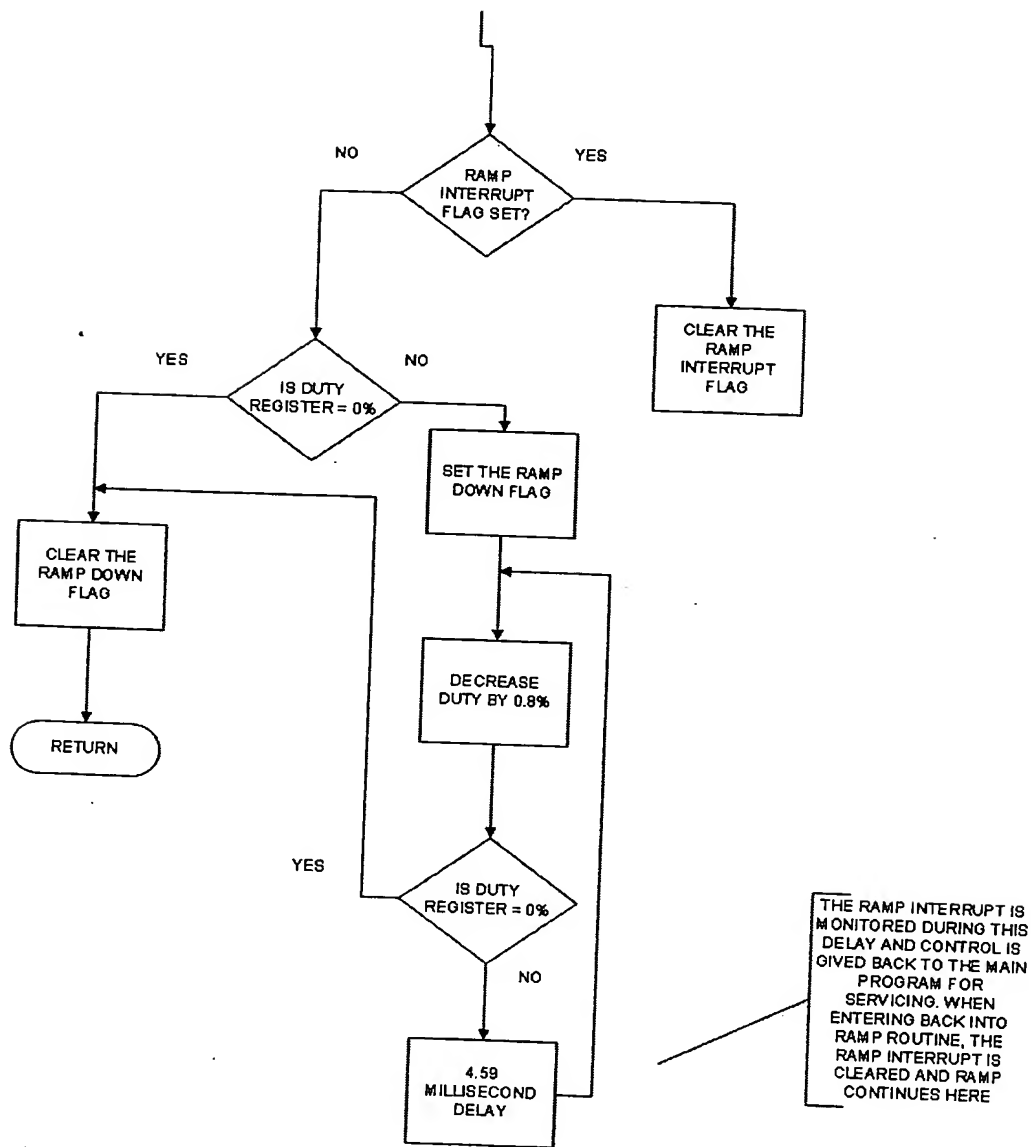 NO
YES
RAMP
INTERRUPT
FLAG SET?
CLEAR THE
RAMP
INTERRUPT
FLAG
YES
NO
IS DUTY
REGISTER = 0%
SET THE RAMP
DOWN FLAG
CLEAR THE
RAMP DOWN
FLAG
DECREASE
DUTY BY 0.8%
RETURN
YES
IS DUTY
REGISTER = 0%
NO
4.59
MILLISECOND
DELAY
THE RAMP INTERRUPT IS
MONITORED DURING THIS
DELAY AND CONTROL IS
GIVED BACK TO THE MAIN
PROGRAM FOR
SERVICING. WHEN
ENTERING BACK INTO
RAMP ROUTINE, THE
RAMP INTERRUPT IS
CLEARED AND RAMP
CONTINUES HERE